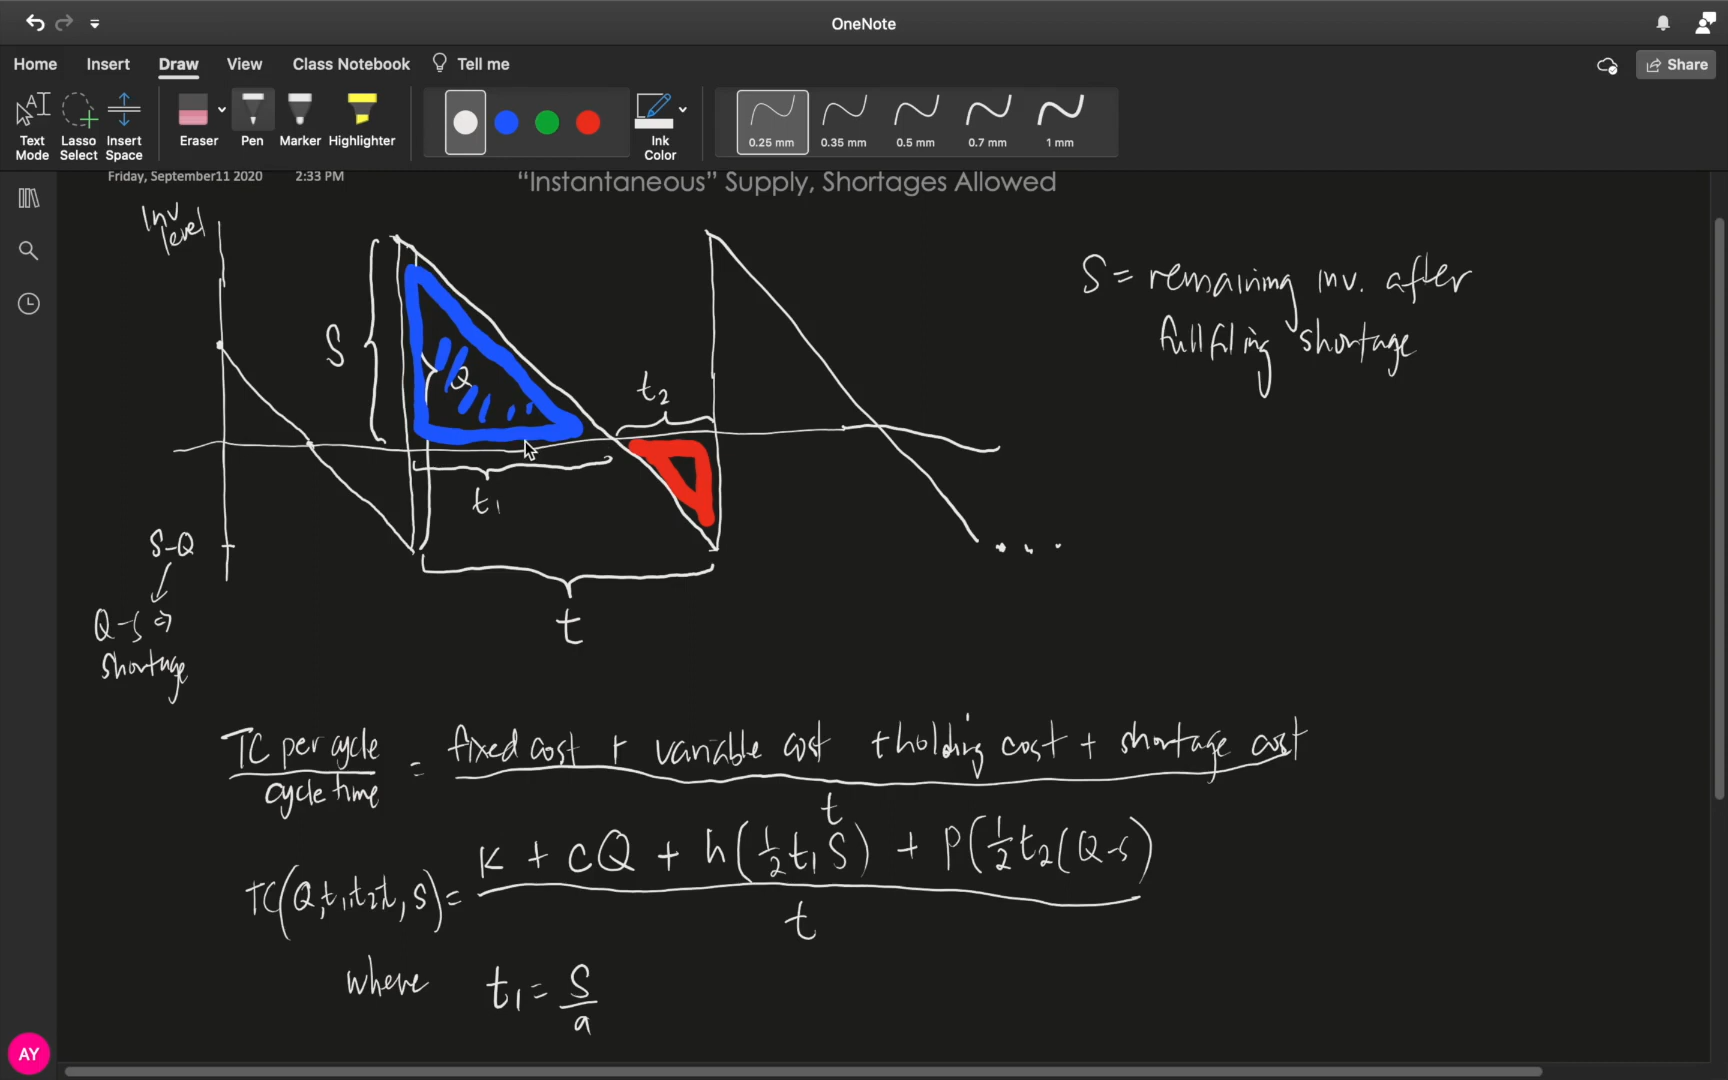 OneNote
Home Insert Draw View Class Notebook Tell me
Share
Text Mode
Lasso Select
Insert Space
Eraser
Pen
Marker
Highlighter
Ink Color
0.25 mm
0.35 mm
0.5 mm
0.7 mm
1 mm
Friday, September11 2020 2:33 PM
“Instantaneous” Supply, Shortages Allowed
Inv
level
S
Q
t₂
t₁
t
S-Q
Q-S ⇒
shortage
S = remaining inv. after
fullfiling shortage
TC per cycle = fixed cost + variable cost + holding cost + shortage cost
cycle time
t
TC(Q,t₁,t₂,t,S) = K + cQ + h(½t₁S) + P(½t₂(Q-S)
t
where t₁ = S
a
AY